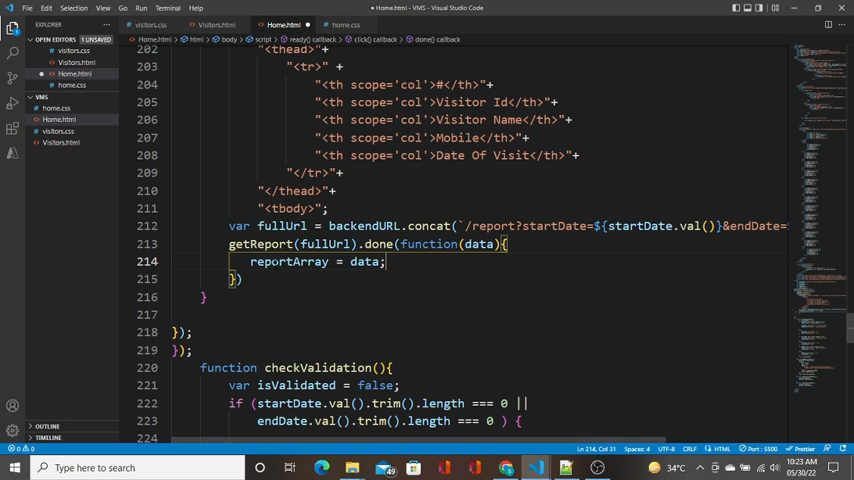 File Edit Selection View Go Run Terminal Help
Home.html - VMS - Visual Studio Code
EXPLORER
visitors.css Visitors.html Home.html home.css
OPEN EDITORS 1 UNSAVED
Home.html > html > body > script > ready() callback > click() callback > done() callback
visitors.css
Visitors.html
Home.html
home.css
VMS
home.css
Home.html
visitors.css
Visitors.html
OUTLINE
TIMELINE
202 "<thead>"+
203 "<tr>" +
204 "<th scope='col'>#</th>"+
205 "<th scope='col'>Visitor Id</th>"+
206 "<th scope='col'>Visitor Name</th>"+
207 "<th scope='col'>Mobile</th>"+
208 "<th scope='col'>Date Of Visit</th>"+
209 "</tr>"+
210 "</thead>"+
211 "<tbody>";
212 var fullUrl = backendURL.concat(`/report?startDate=${startDate.val()}&endDate=
213 getReport(fullUrl).done(function(data){
214 reportArray = data;
215 })
216 }
217
218 });
219 });
220 function checkValidation(){
221 var isValidated = false;
222 if (startDate.val().trim().length === 0 ||
223 endDate.val().trim().length === 0 ) {
224
0 0 Ln 214, Col 31 Spaces: 4 UTF-8 CRLF HTML Port : 5500 Prettier
Type here to search 49 34°C 10:23 AM
05/30/22